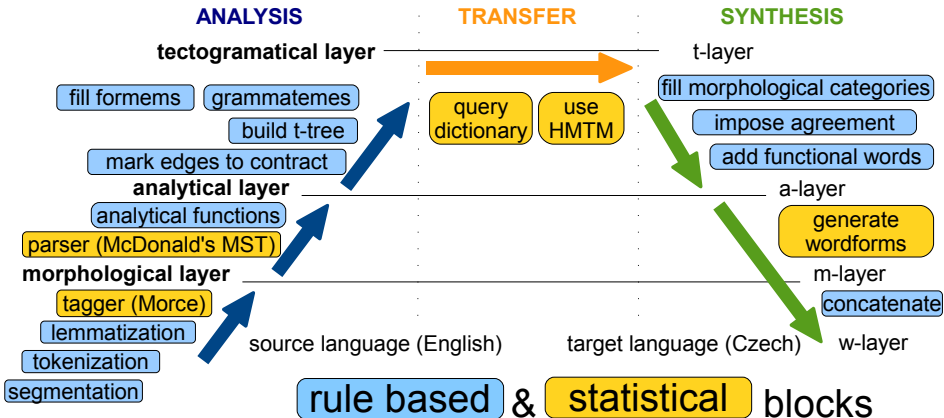 ANALYSIS TRANSFER SYNTHESIS
tectogramatical layer t-layer
fill formems grammatemes
build t-tree
mark edges to contract
query
dictionary
use
HMTM
fill morphological categories
impose agreement
add functional words
analytical layer a-layer
analytical functions
parser (McDonald's MST)
generate
wordforms
morphological layer m-layer
tagger (Morce)
lemmatization
tokenization
segmentation
concatenate
source language (English) target language (Czech) w-layer
rule based & statistical blocks